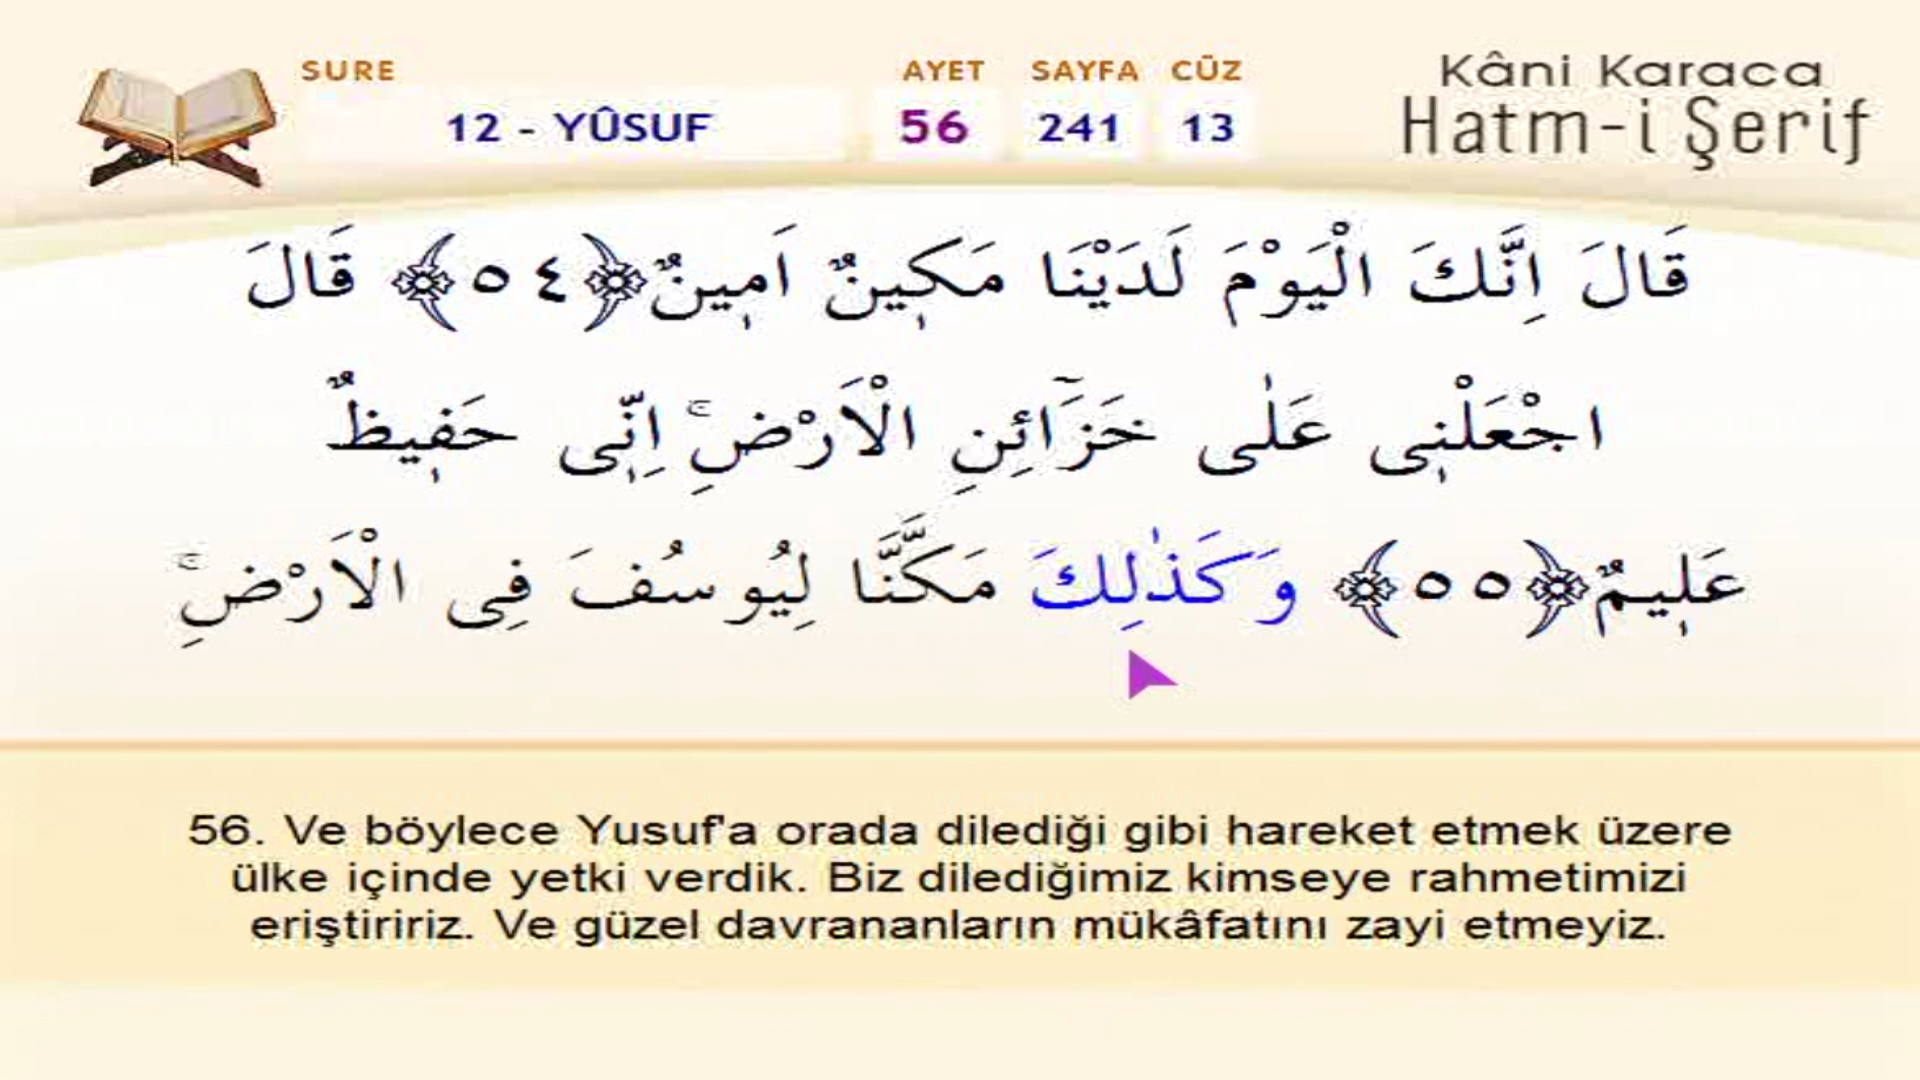 SURE
AYET SAYFA CÜZ
12 - YÛSUF 56 241 13
Kâni Karaca
Hatm-i Şerif
قَالَ اِنَّكَ الْيَوْمَ لَدَيْنَا مَكٖينٌ اَمٖينٌ ﴿٥٤﴾ قَالَ
اجْعَلْنٖى عَلٰى خَزَٓائِنِ الْاَرْضِۚ اِنّٖى حَفٖيظٌ
عَلٖيمٌ ﴿٥٥﴾ وَكَذٰلِكَ مَكَّنَّا لِيُوسُفَ فِى الْاَرْضِۚ
56. Ve böylece Yusuf'a orada dilediği gibi hareket etmek üzere
ülke içinde yetki verdik. Biz dilediğimiz kimseye rahmetimizi
eriştiririz. Ve güzel davrananların mükâfatını zayi etmeyiz.